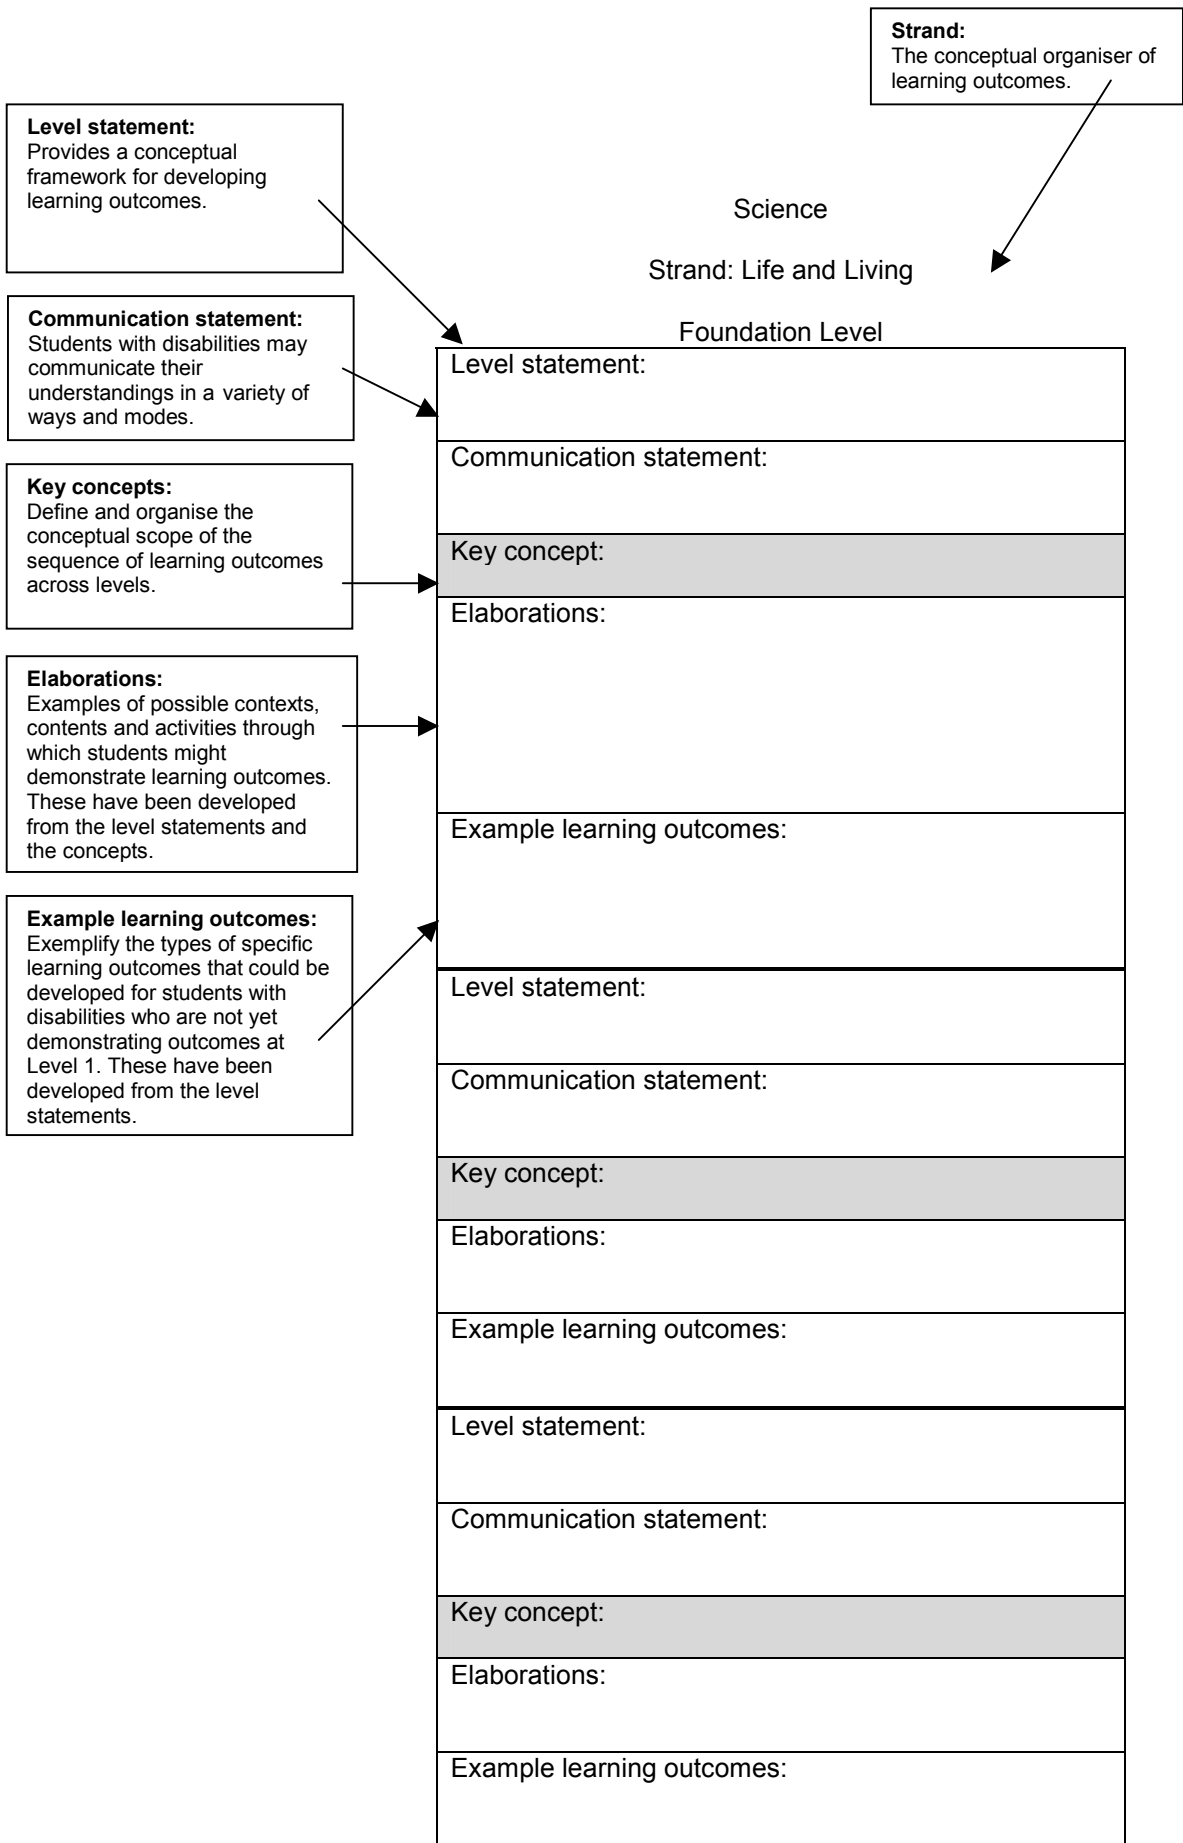 Strand:
The conceptual organiser of
learning outcomes.
Level statement:
Provides a conceptual
framework for developing
learning outcomes.
Science
Strand: Life and Living
Foundation Level
Communication statement:
Students with disabilities may
communicate their
understandings in a variety of
ways and modes.
Key concepts:
Define and organise the
conceptual scope of the
sequence of learning outcomes
across levels.
Elaborations:
Examples of possible contexts,
contents and activities through
which students might
demonstrate learning outcomes.
These have been developed
from the level statements and
the concepts.
Example learning outcomes:
Exemplify the types of specific
learning outcomes that could be
developed for students with
disabilities who are not yet
demonstrating outcomes at
Level 1. These have been
developed from the level
statements.
Level statement:
Communication statement:
Key concept:
Elaborations:
Example learning outcomes:
Level statement:
Communication statement:
Key concept:
Elaborations:
Example learning outcomes:
Level statement:
Communication statement:
Key concept:
Elaborations:
Example learning outcomes: